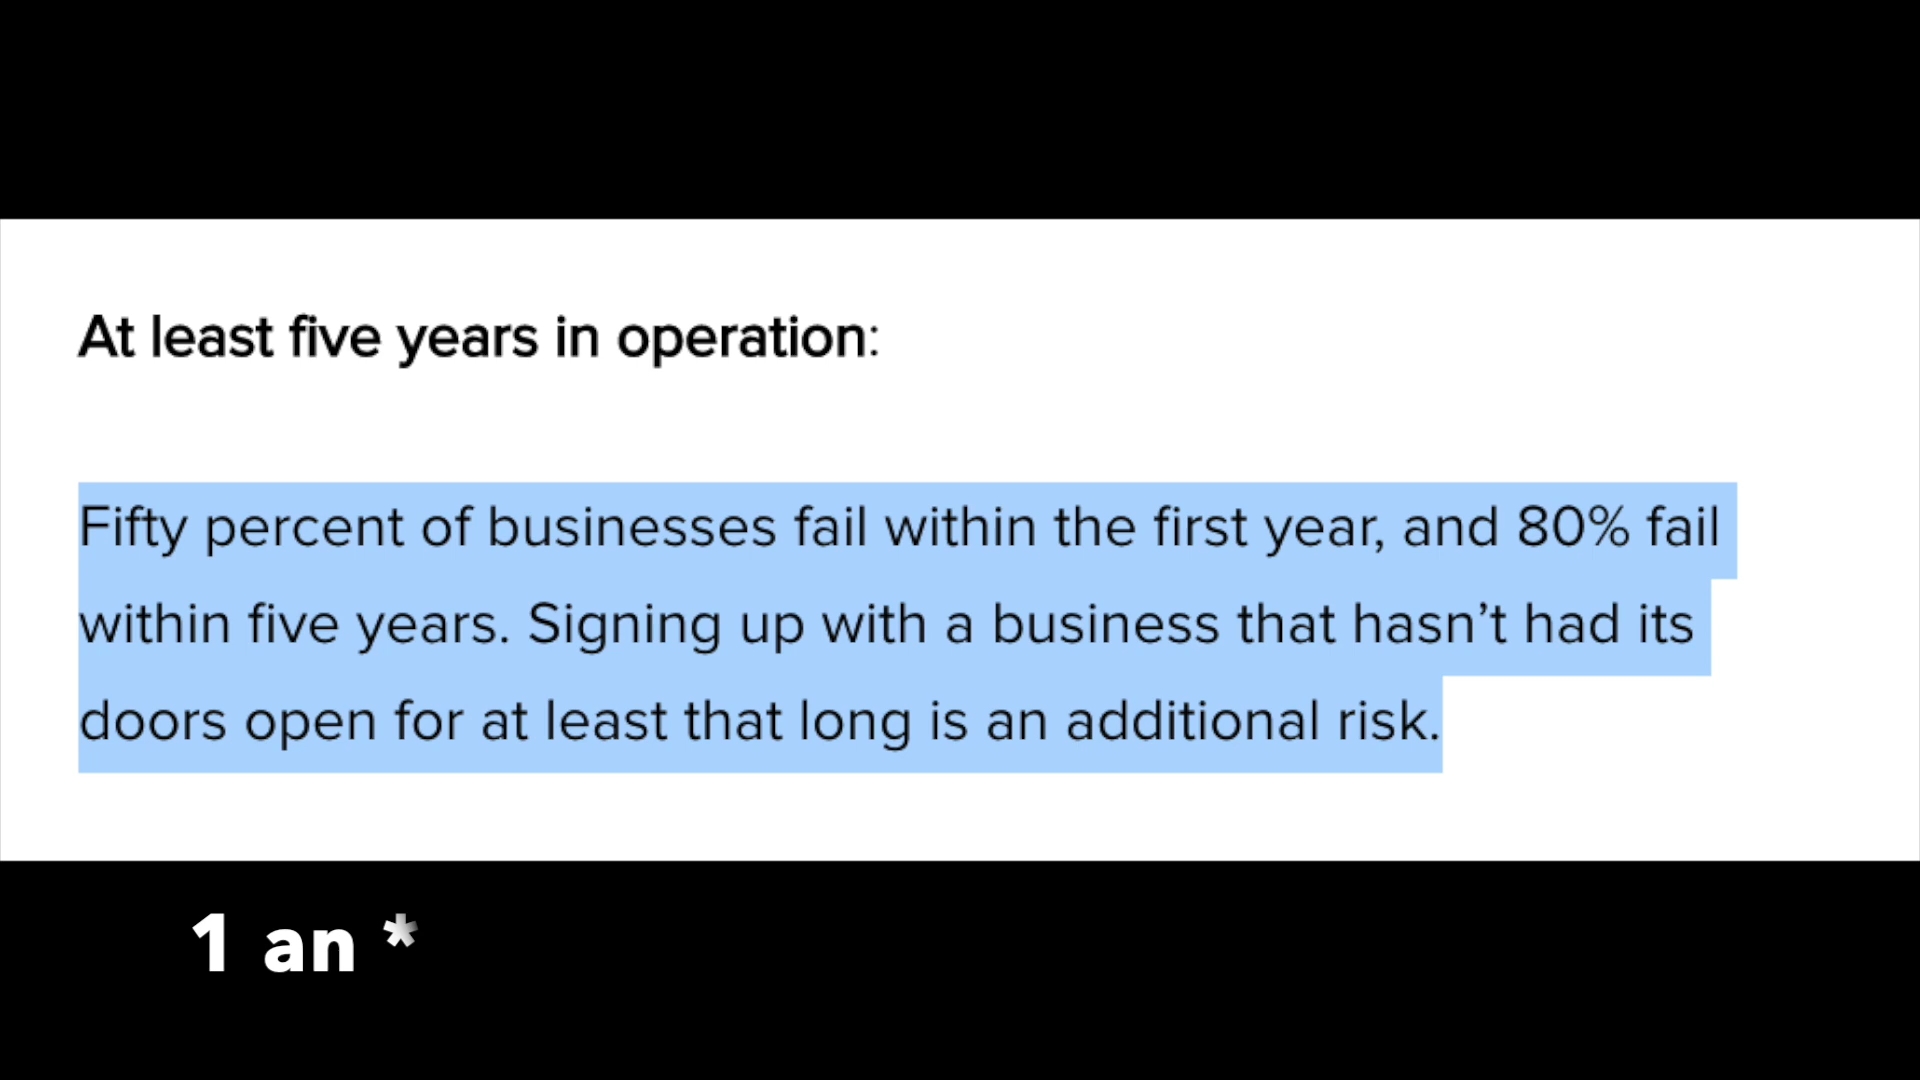 At least five years in operation:
Fifty percent of businesses fail within the first year, and 80% fail
within five years. Signing up with a business that hasn’t had its
doors open for at least that long is an additional risk.
1 an *